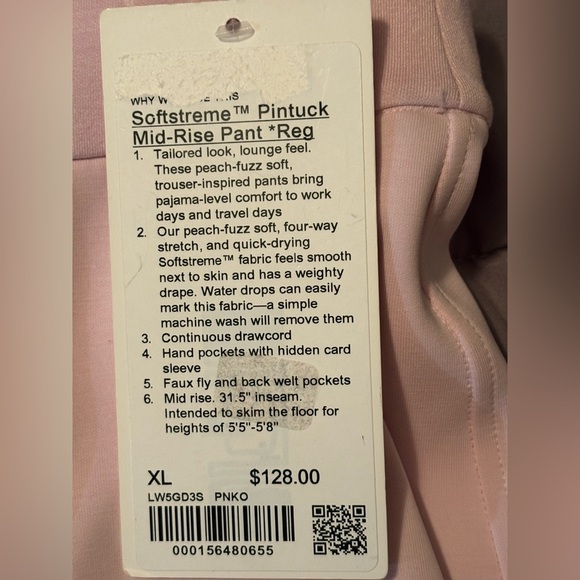 WHY W
Softstreme™ Pintuck
Mid-Rise Pant *Reg
1. Tailored look, lounge feel.
These peach-fuzz soft,
trouser-inspired pants bring
pajama-level comfort to work
days and travel days
2. Our peach-fuzz soft, four-way
stretch, and quick-drying
Softstreme™ fabric feels smooth
next to skin and has a weighty
drape. Water drops can easily
mark this fabric—a simple
machine wash will remove them
3. Continuous drawcord
4. Hand pockets with hidden card
sleeve
5. Faux fly and back welt pockets
6. Mid rise. 31.5" inseam.
Intended to skim the floor for
heights of 5'5"-5'8"
XL $128.00
LW5GD3S PNKO
000156480655